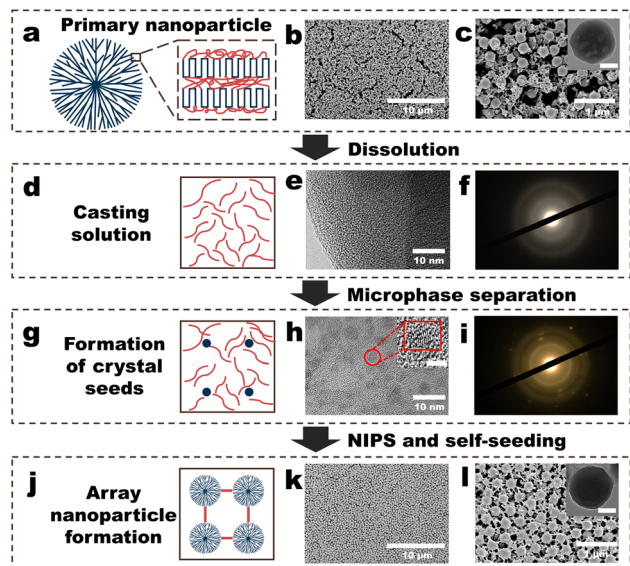 a Primary nanoparticle b c
10 μm
1 μm
Dissolution
d Casting solution e f
10 nm
Microphase separation
g Formation of crystal seeds h i
10 nm
NIPS and self-seeding
j Array nanoparticle formation k l
10 μm
1 μm